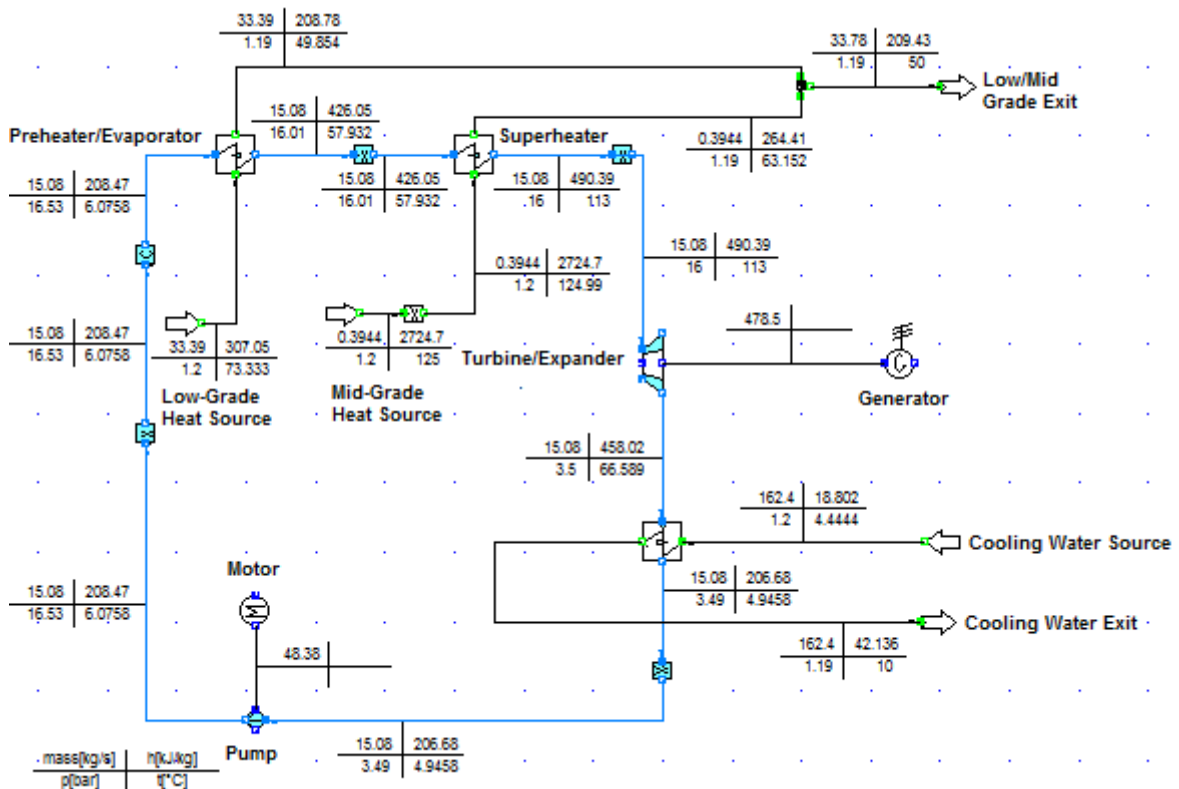 33.39 208.78
1.19 49.854
33.78 209.43
1.19 50
Low/Mid
Grade Exit
15.08 426.05
16.01 57.932
Preheater/Evaporator
Superheater
0.3944 264.41
1.19 63.152
15.08 208.47
16.53 6.0758
15.08 426.05
16.01 57.932
15.08 490.39
16 113
15.08 490.39
16 113
0.3944 2724.7
1.2 124.99
15.08 208.47
16.53 6.0758
33.39 307.05
1.2 73.333
Low-Grade
Heat Source
0.3944 2724.7
1.2 125
Mid-Grade
Heat Source
Turbine/Expander
478.5
G
Generator
15.08 458.02
3.5 66.589
162.4 18.802
1.2 4.4444
Cooling Water Source
15.08 206.68
3.49 4.9458
Motor
15.08 208.47
16.53 6.0758
Cooling Water Exit
162.4 42.136
1.19 10
48.38
Pump
15.08 206.68
3.49 4.9458
mass[kg/s] h[kJ/kg]
p[bar] t[°C]